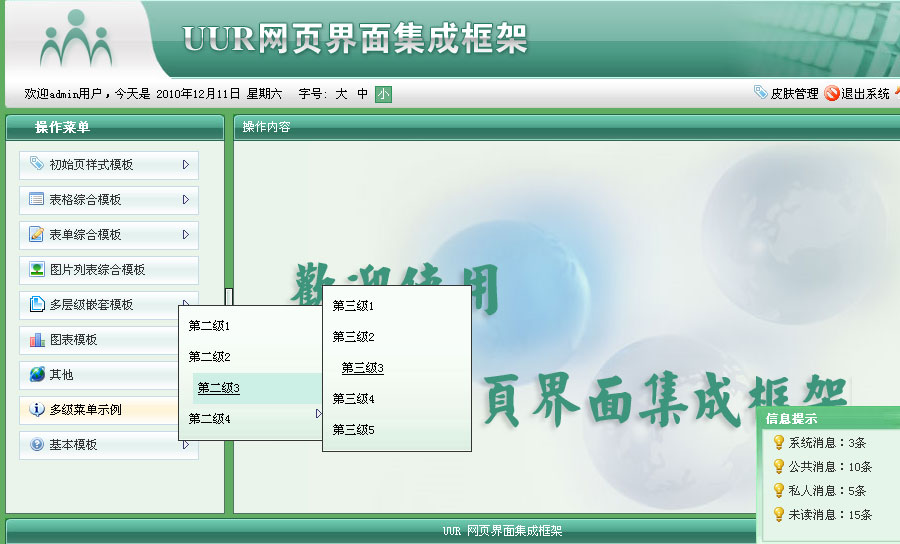 UUR网页界面集成框架
欢迎admin用户，今天是 2010年12月11日 星期六 字号: 大 中 小
皮肤管理 退出系统
操作菜单
操作内容
初始页样式模板
表格综合模板
表单综合模板
图片列表综合模板
多层级嵌套模板
图表模板
其他
多级菜单示例
基本模板
第二级1
第二级2
第二级3
第二级4
第三级1
第三级2
第三级3
第三级4
第三级5
歡迎使用
頁界面集成框架
信息提示
系统消息：3条
公共消息：10条
私人消息：5条
未读消息：15条
UUR 网页界面集成框架